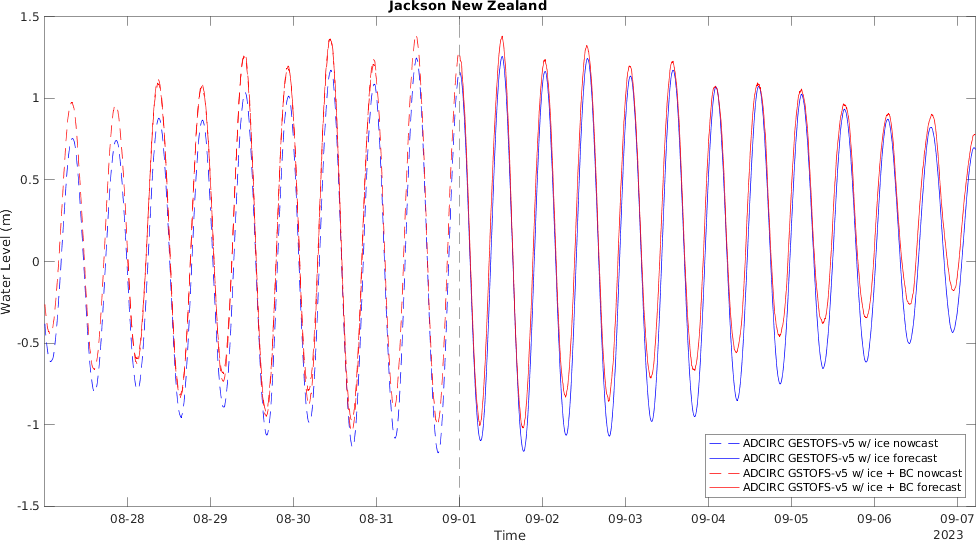 Jackson New Zealand
1.5
1
0.5
0
-0.5
-1
-1.5
Water Level (m)
ADCIRC GESTOFS-v5 w/ ice nowcast
ADCIRC GESTOFS-v5 w/ ice forecast
ADCIRC GSTOFS-v5 w/ ice + BC nowcast
ADCIRC GSTOFS-v5 w/ ice + BC forecast
08-28 08-29 08-30 08-31 09-01 09-02 09-03 09-04 09-05 09-06 09-07
Time
2023